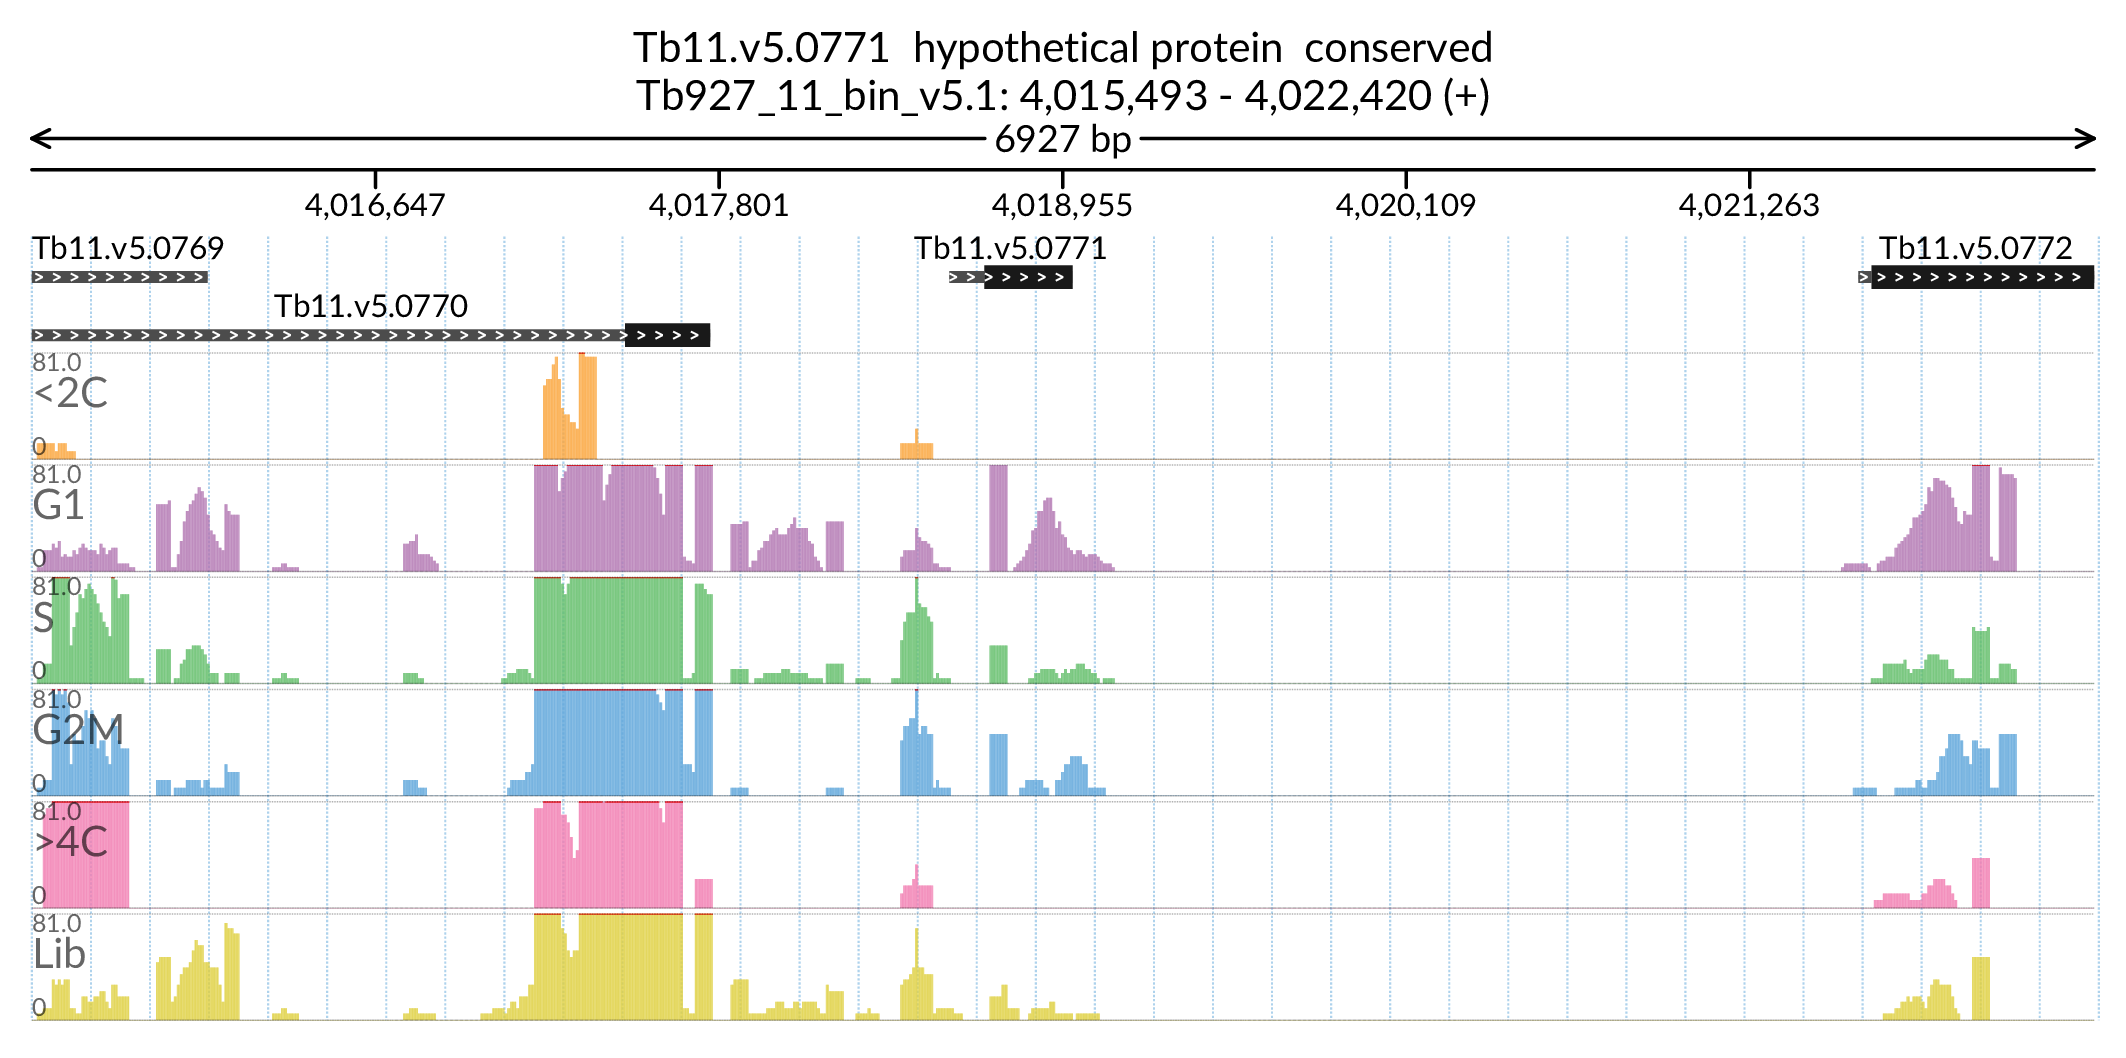 Tb11.v5.0771  hypothetical protein  conserved
Tb927_11_bin_v5.1: 4,015,493 - 4,022,420 (+)
6927 bp
4,016,647 4,017,801 4,018,955 4,020,109 4,021,263
Tb11.v5.0769 Tb11.v5.0771 Tb11.v5.0772
Tb11.v5.0770
81.0
<2C
0
81.0
G1
0
81.0
S
0
81.0
G2M
0
81.0
>4C
0
81.0
Lib
0